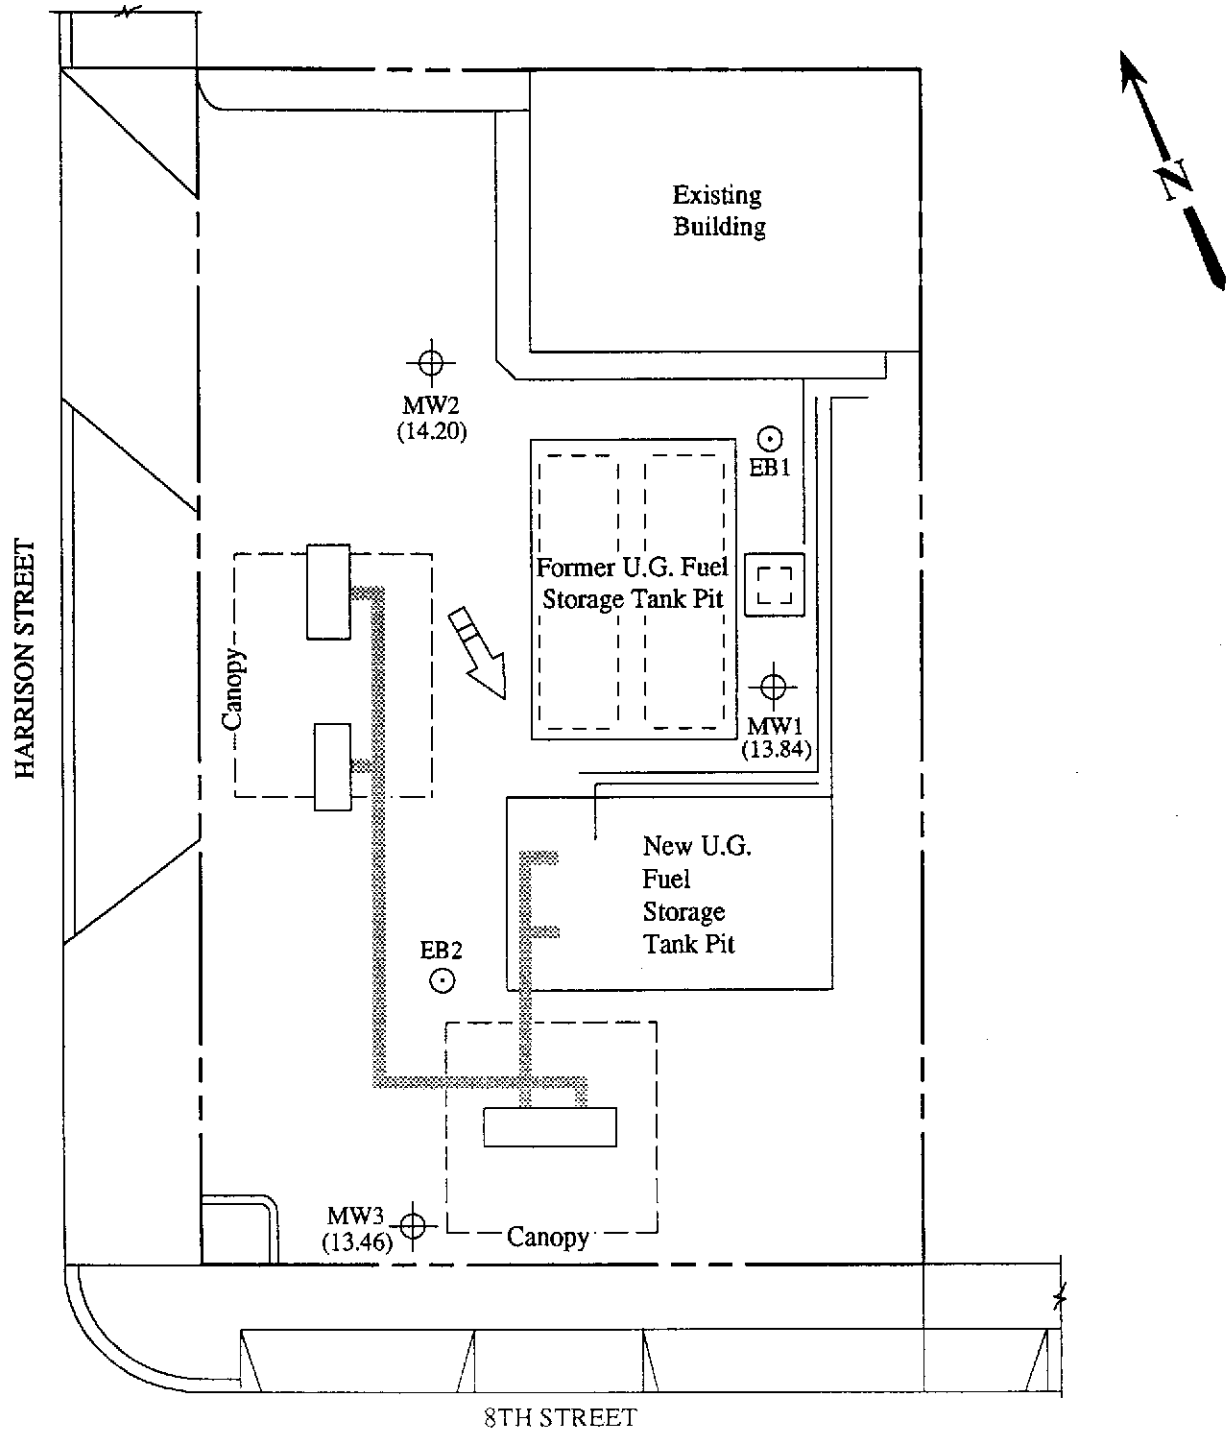 N
Existing
Building
MW2
(14.20)
EB1
HARRISON STREET
Former U.G. Fuel
Storage Tank Pit
Canopy
MW1
(13.84)
New U.G.
Fuel
Storage
Tank Pit
EB2
MW3
(13.46)
Canopy
8TH STREET